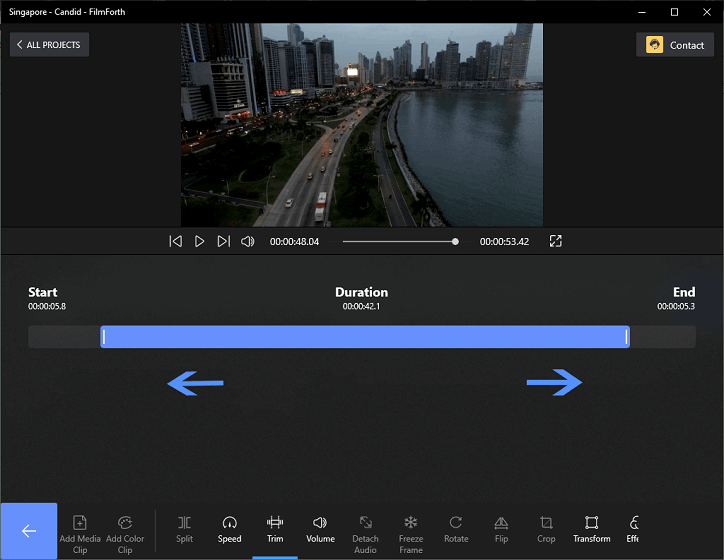 Singapore - Candid - FilmForth
ALL PROJECTS
Contact
00:00:48.04
00:00:53.42
Start
Duration
End
00:00:05.8
00:00:42.1
00:00:05.3
Add Media Clip
Add Color Clip
Split
Speed
Trim
Volume
Detach Audio
Freeze Frame
Rotate
Flip
Crop
Transform
Effe